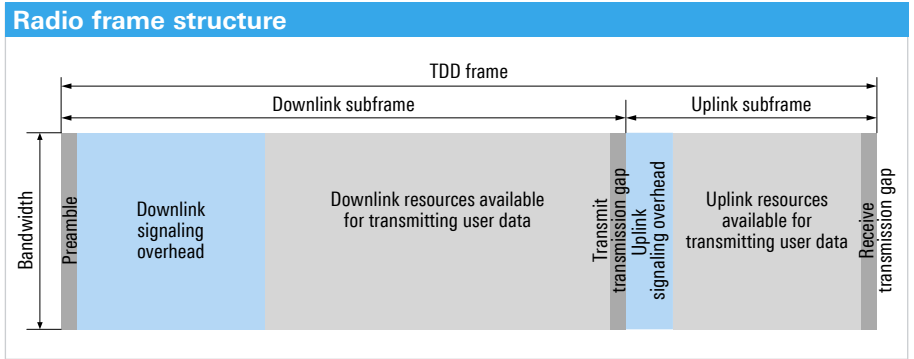 Radio frame structure
TDD frame
Downlink subframe
Uplink subframe
Bandwidth
Preamble
Downlink
signaling
overhead
Downlink resources available
for transmitting user data
Transmit
transmission gap
Uplink
signaling overhead
Uplink resources
available for
transmitting user data
Receive
transmission gap